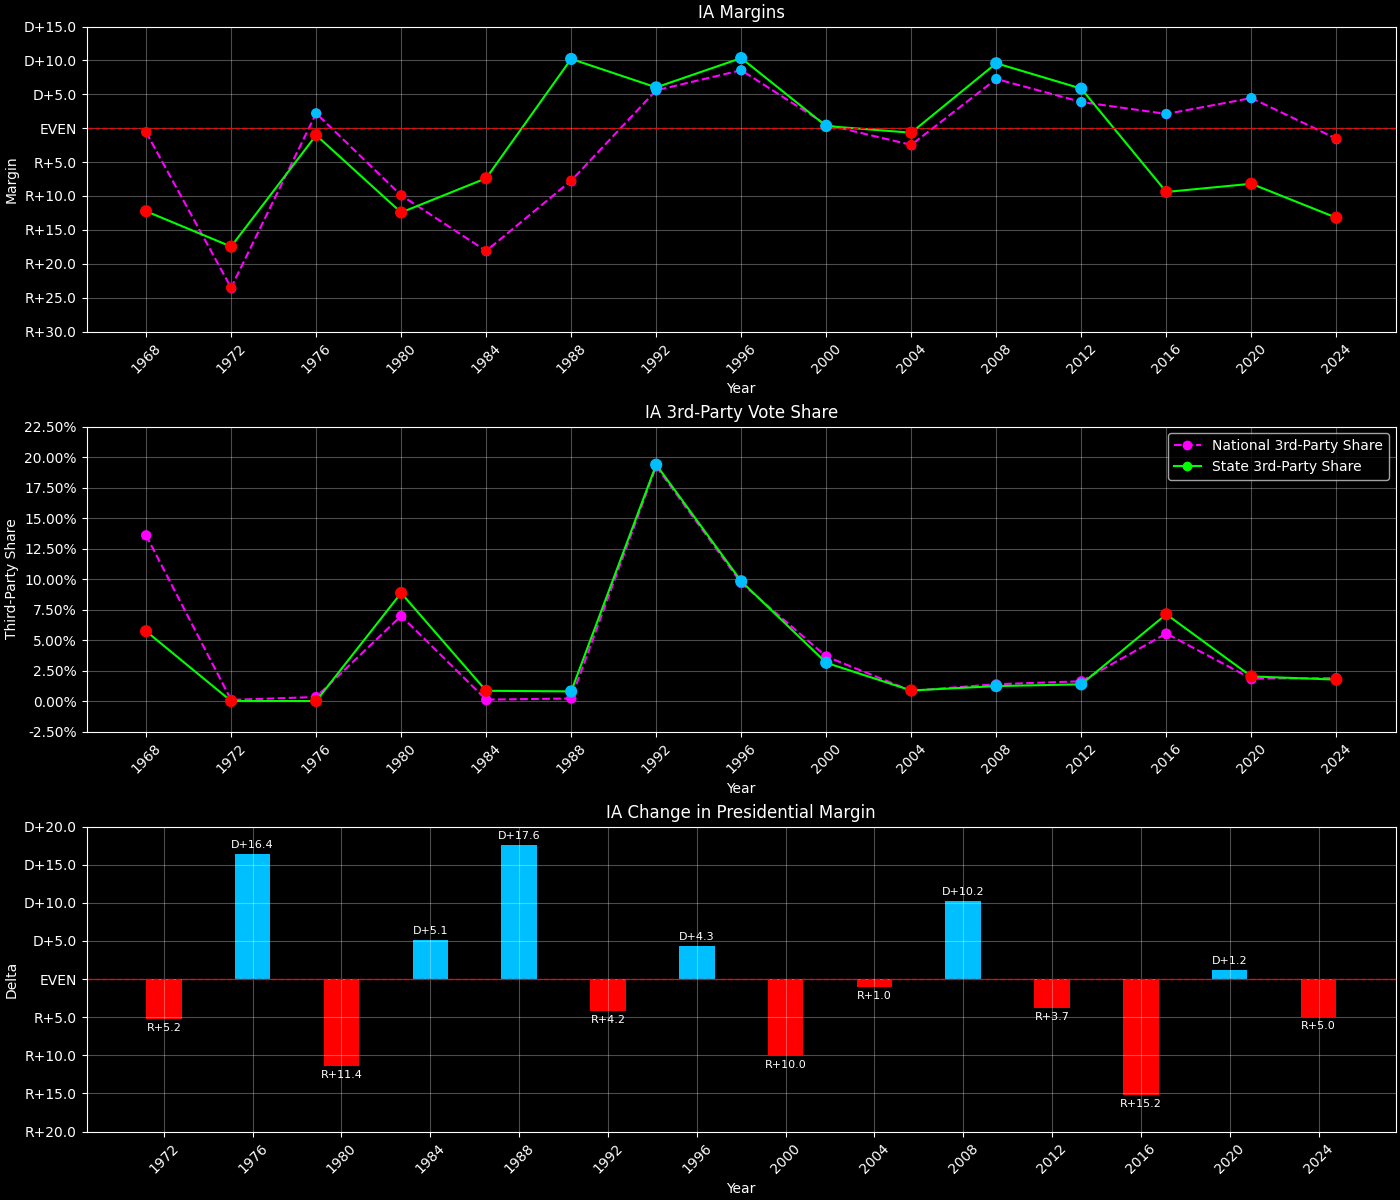 IA Margins
D+15.0
D+10.0
D+5.0
EVEN
R+5.0
R+10.0
R+15.0
R+20.0
R+25.0
R+30.0
Margin
1968 1972 1976 1980 1984 1988 1992 1996 2000 2004 2008 2012 2016 2020 2024
Year
IA 3rd-Party Vote Share
22.50%
20.00%
17.50%
15.00%
12.50%
10.00%
7.50%
5.00%
2.50%
0.00%
-2.50%
Third-Party Share
National 3rd-Party Share
State 3rd-Party Share
1968 1972 1976 1980 1984 1988 1992 1996 2000 2004 2008 2012 2016 2020 2024
Year
IA Change in Presidential Margin
D+20.0
D+15.0
D+10.0
D+5.0
EVEN
R+5.0
R+10.0
R+15.0
R+20.0
Delta
R+5.2
D+16.4
R+11.4
D+5.1
D+17.6
R+4.2
D+4.3
R+10.0
R+1.0
D+10.2
R+3.7
R+15.2
D+1.2
R+5.0
1972 1976 1980 1984 1988 1992 1996 2000 2004 2008 2012 2016 2020 2024
Year